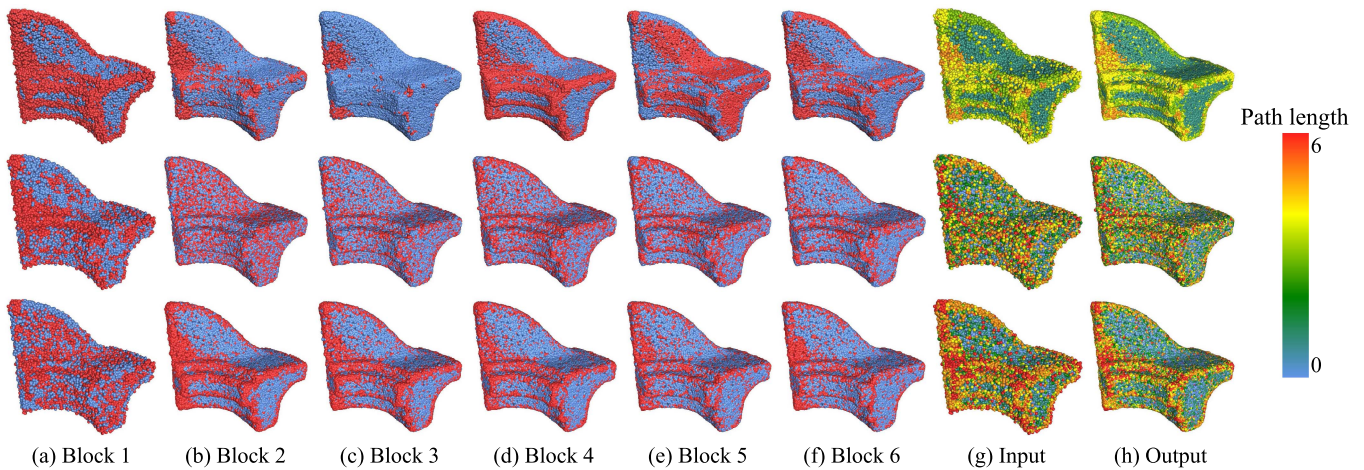 Path length
6
0
(a) Block 1
(b) Block 2
(c) Block 3
(d) Block 4
(e) Block 5
(f) Block 6
(g) Input
(h) Output